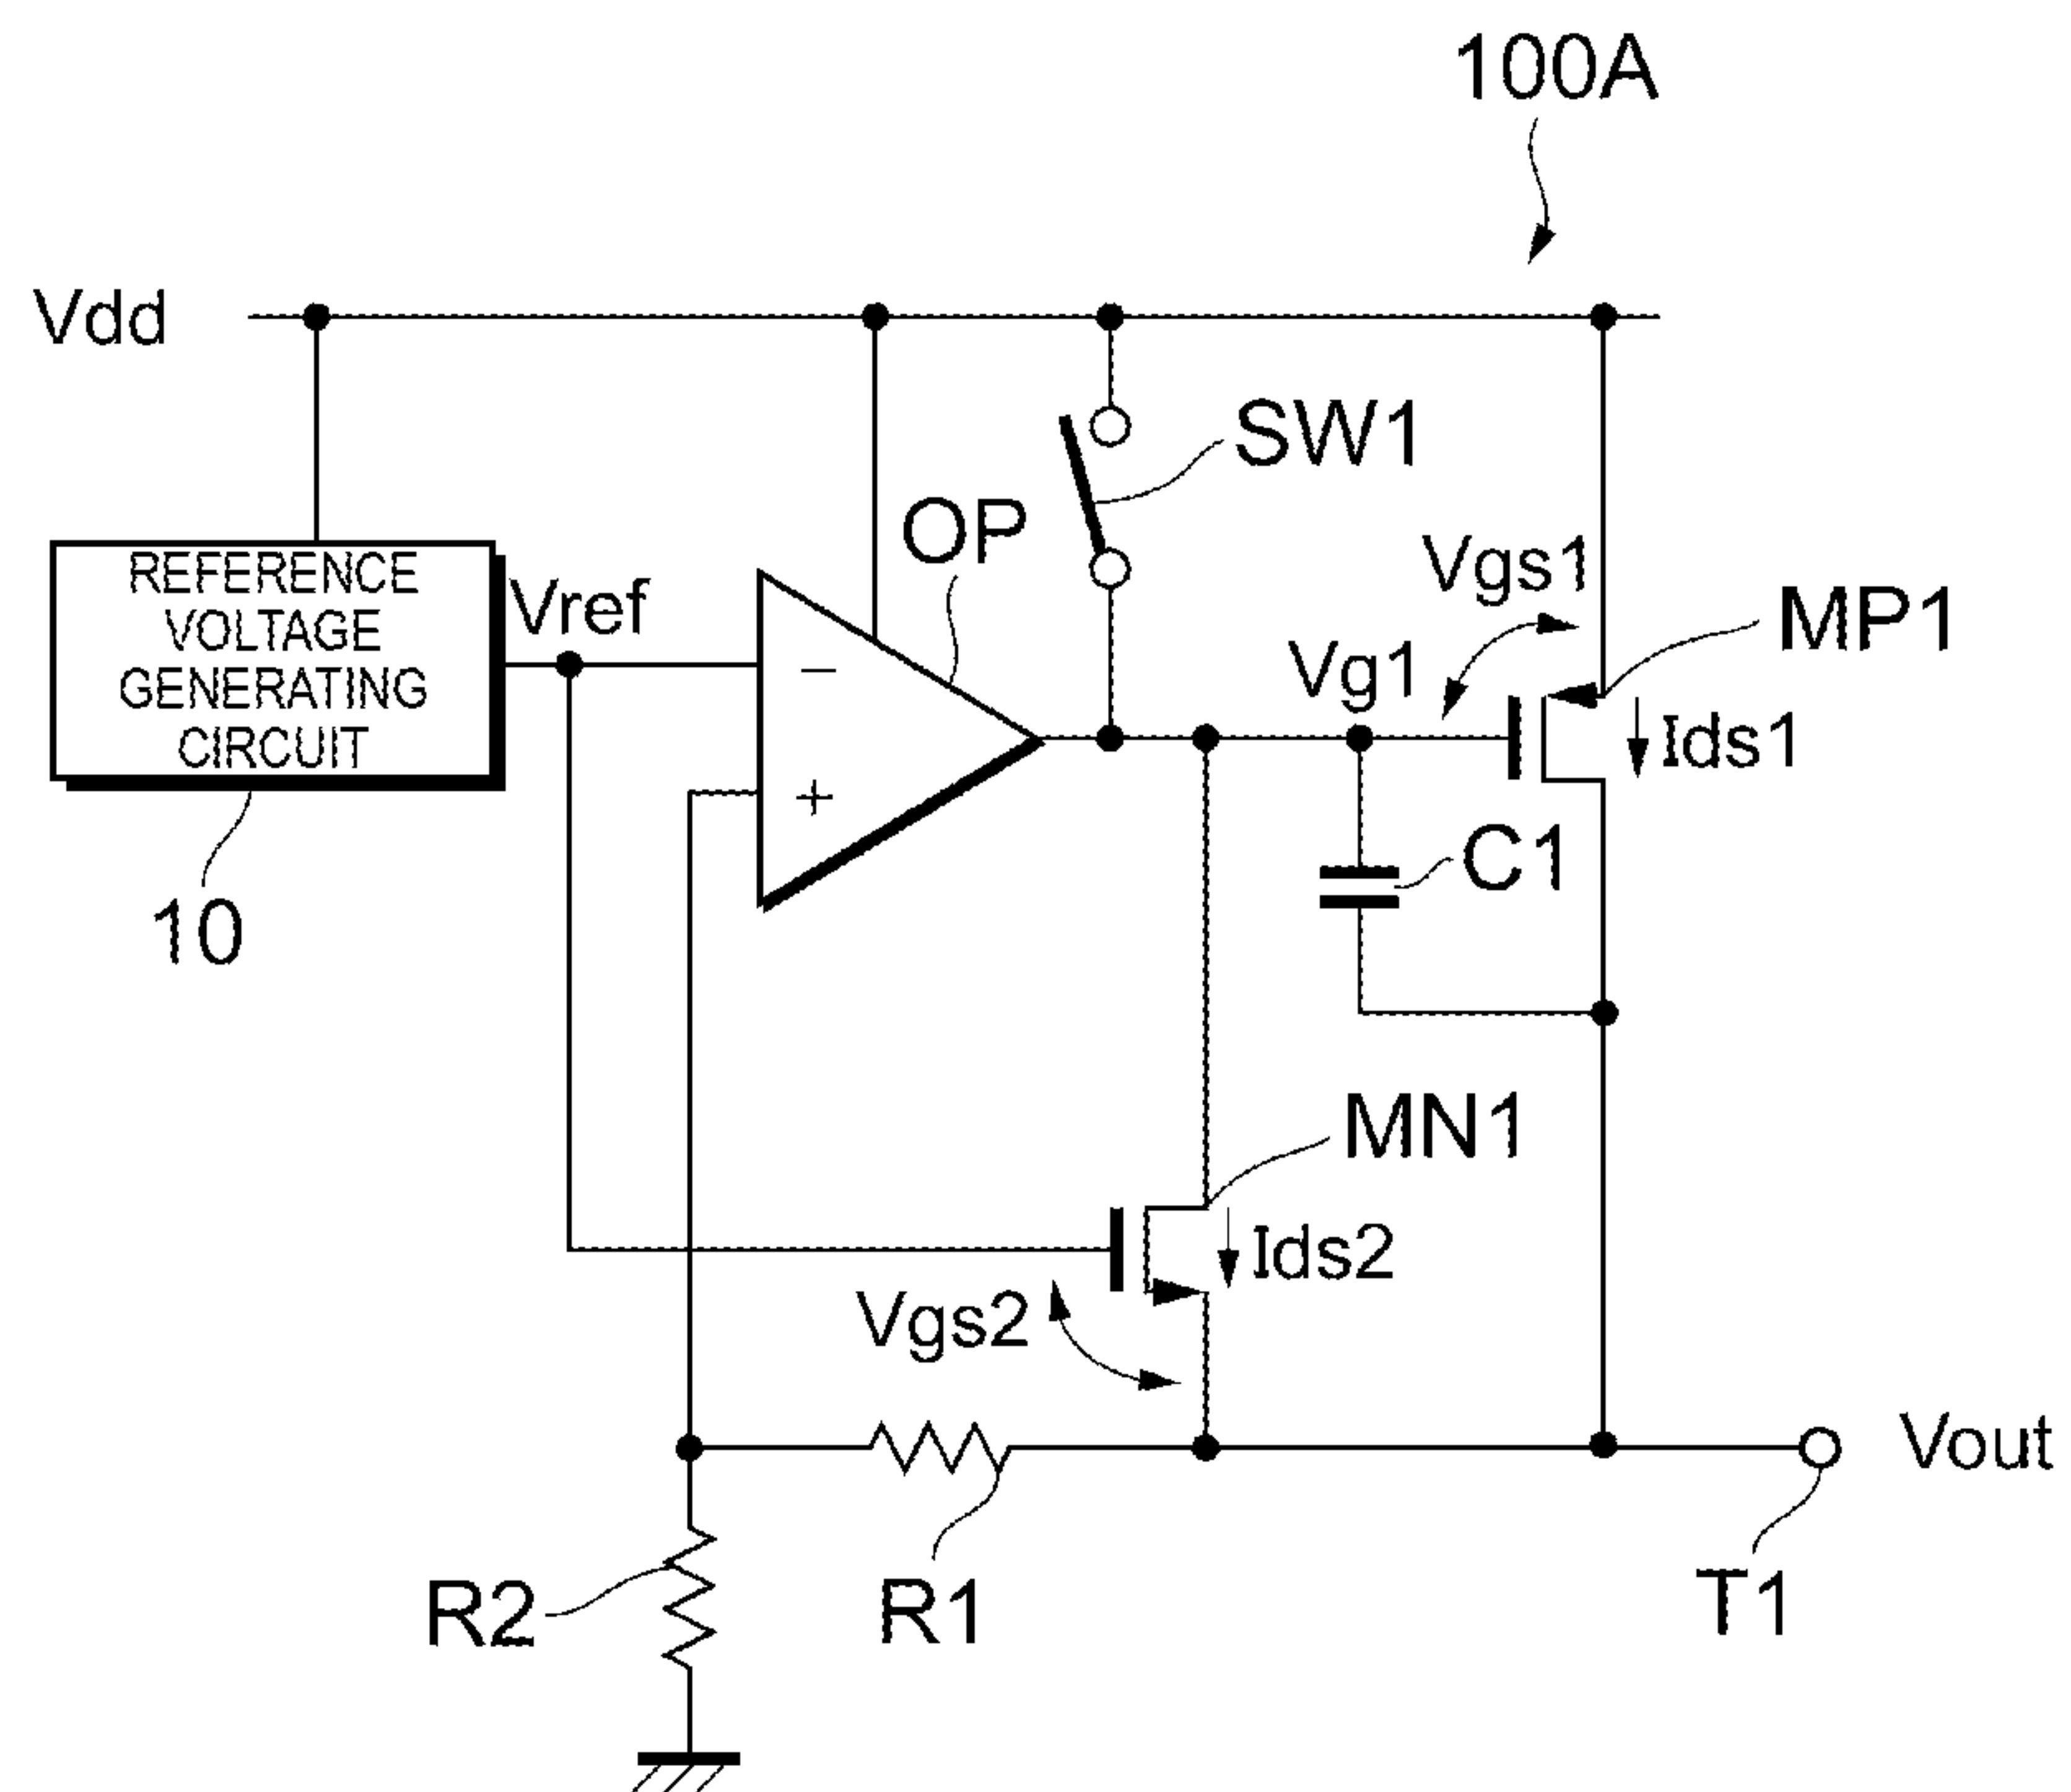 100A
Vdd
SW1
OP
Vgs1
REFERENCE
VOLTAGE
GENERATING
CIRCUIT
Vref
MP1
Vg1
−
Ids1
+
C1
10
MN1
Ids2
Vgs2
Vout
R2
R1
T1